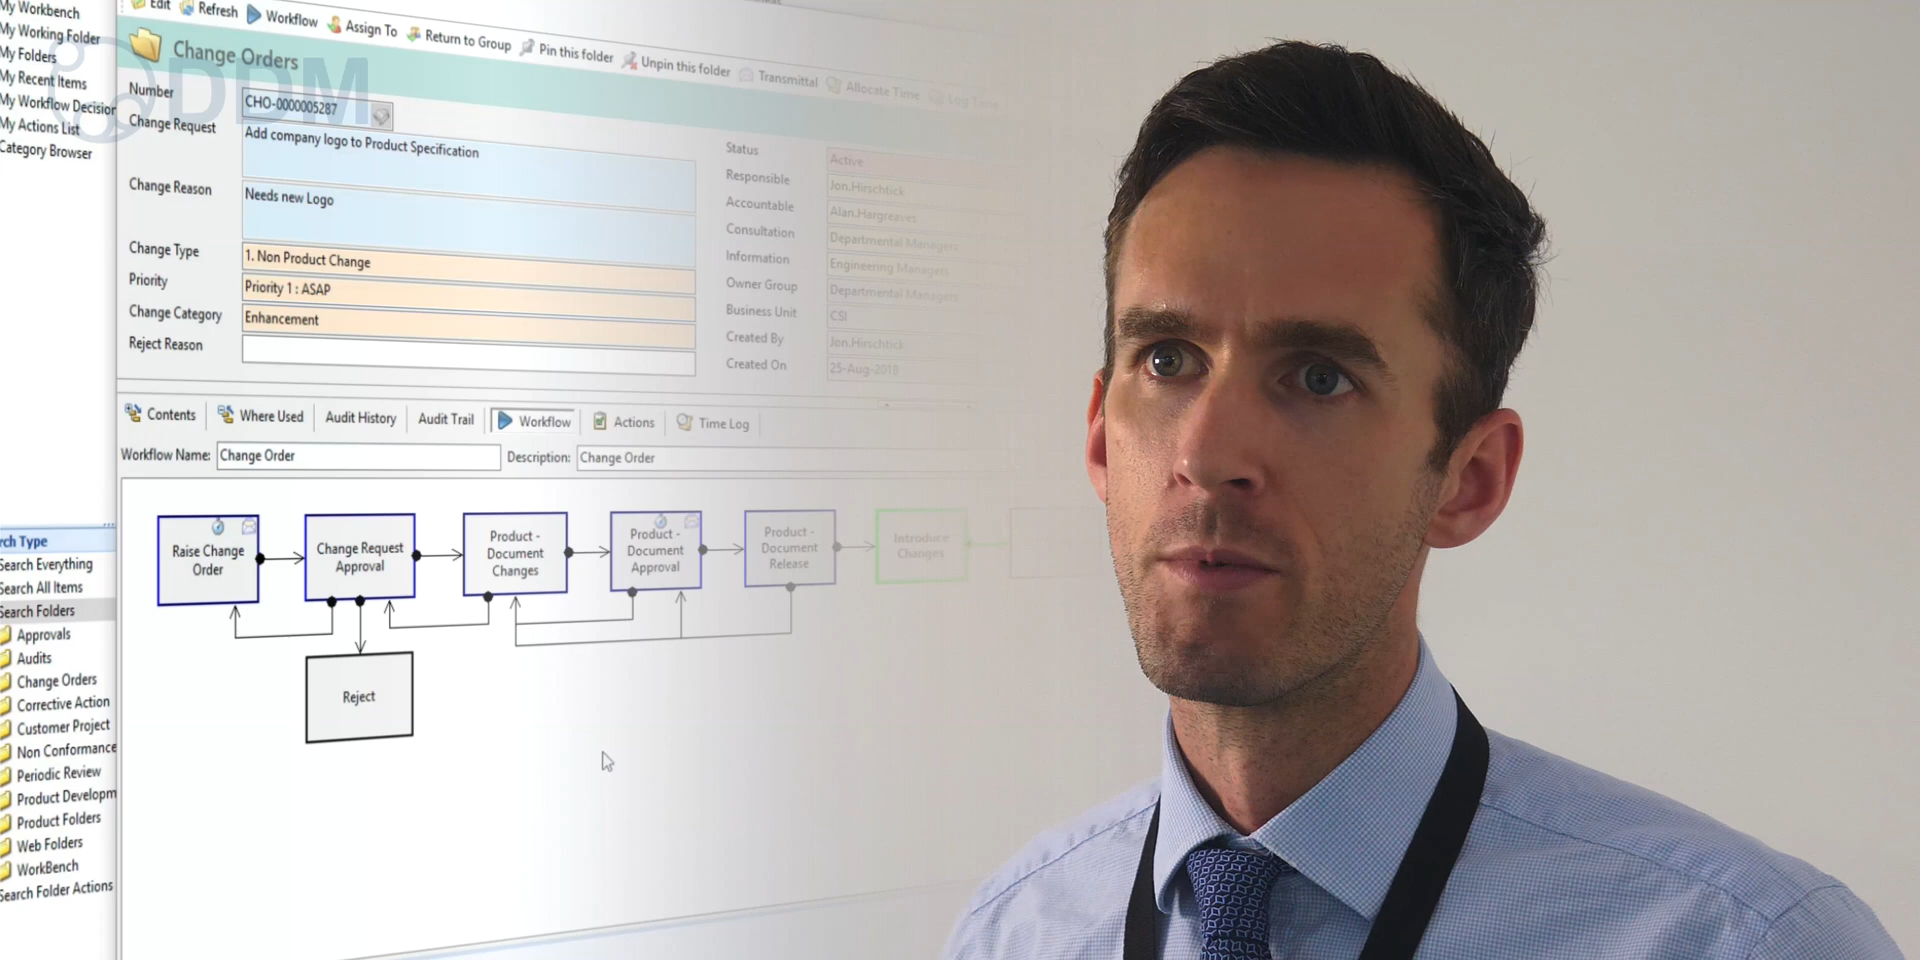 My Workbench
My Working Folder
My Folders
My Recent Items
My Workflow Decision
My Actions List
Category Browser
rch Type
Search Everything
Search All Items
Search Folders
Approvals
Audits
Change Orders
Corrective Action
Customer Project
Non Conformance
Periodic Review
Product Developm
Product Folders
Web Folders
WorkBench
Search Folder Actions
Edit Refresh Workflow Assign To Return to Group Pin this folder Unpin this folder Transmittal Allocate Time Log Time
Change Orders
DDM
Number CHO-0000005287
Change Request Add company logo to Product Specification
Change Reason Needs new Logo
Change Type 1. Non Product Change
Priority Priority 1 : ASAP
Change Category Enhancement
Reject Reason
Status Active
Responsible Jon.Hirschtick
Accountable Alan.Hargreaves
Consultation Departmental Managers
Information Engineering Managers
Owner Group Departmental Managers
Business Unit CSI
Created By Jon.Hirschtick
Created On 25-Aug-2019
Contents Where Used Audit History Audit Trail Workflow Actions Time Log
Workflow Name: Change Order Description: Change Order
Raise Change
Order
Change Request
Approval
Product -
Document
Changes
Product -
Document
Approval
Product -
Document
Release
Introduce
Changes
Reject